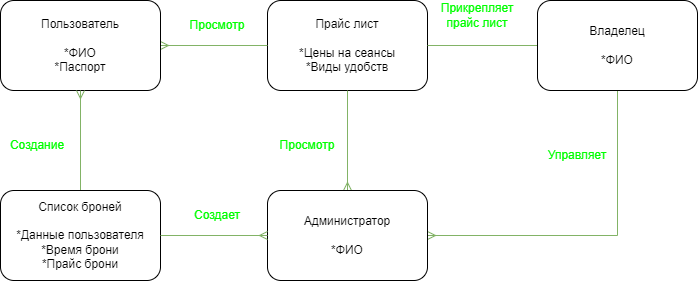 Пользователь
*ФИО
*Паспорт
Просмотр
Прайс лист
*Цены на сеансы
*Виды удобств
Прикрепляет
прайс лист
Владелец
*ФИО
Создание
Просмотр
Управляет
Список броней
*Данные пользователя
*Время брони
*Прайс брони
Создает
Администратор
*ФИО